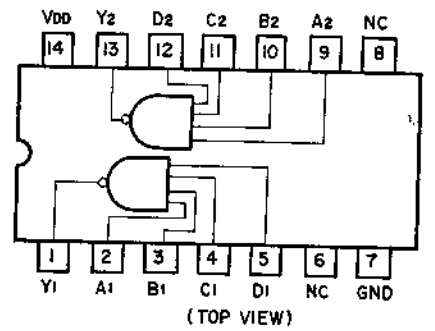 VDD Y2 D2 C2 B2 A2 NC
14 13 12 11 10 9 8
1 2 3 4 5 6 7
Y1 A1 B1 C1 D1 NC GND
(TOP VIEW)